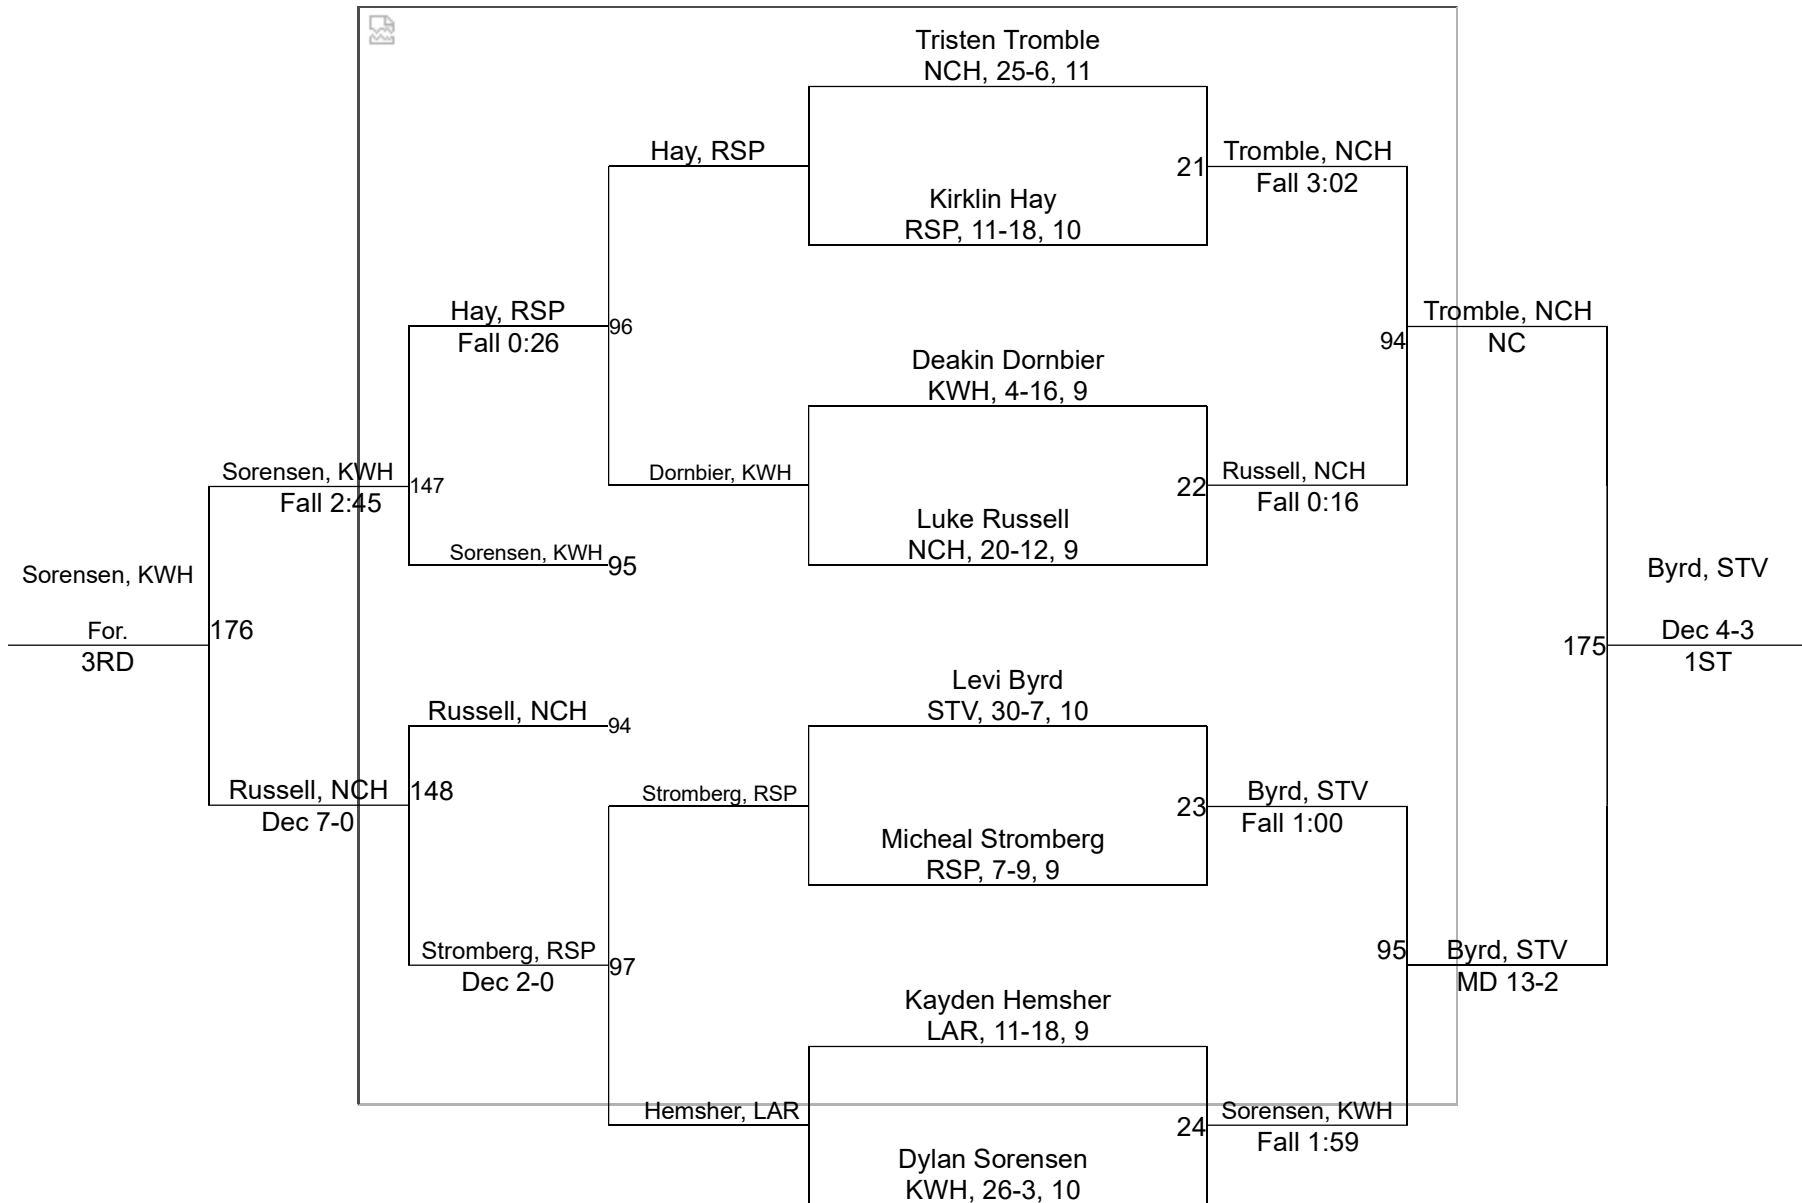 Tristen Tromble
NCH, 25-6, 11
Hay, RSP
21
Tromble, NCH
Fall 3:02
Kirklin Hay
RSP, 11-18, 10
Hay, RSP
Fall 0:26
96
Tromble, NCH
NC
94
Deakin Dornbier
KWH, 4-16, 9
Sorensen, KWH
Fall 2:45
147
Dornbier, KWH
22
Russell, NCH
Fall 0:16
Luke Russell
NCH, 20-12, 9
Sorensen, KWH
95
Sorensen, KWH
For.
3RD
176
Byrd, STV
175
Dec 4-3
1ST
Levi Byrd
STV, 30-7, 10
Russell, NCH
94
Russell, NCH
Dec 7-0
148
Stromberg, RSP
23
Byrd, STV
Fall 1:00
Micheal Stromberg
RSP, 7-9, 9
Stromberg, RSP
Dec 2-0
97
95
Byrd, STV
MD 13-2
Kayden Hemsher
LAR, 11-18, 9
Hemsher, LAR
24
Sorensen, KWH
Fall 1:59
Dylan Sorensen
KWH, 26-3, 10